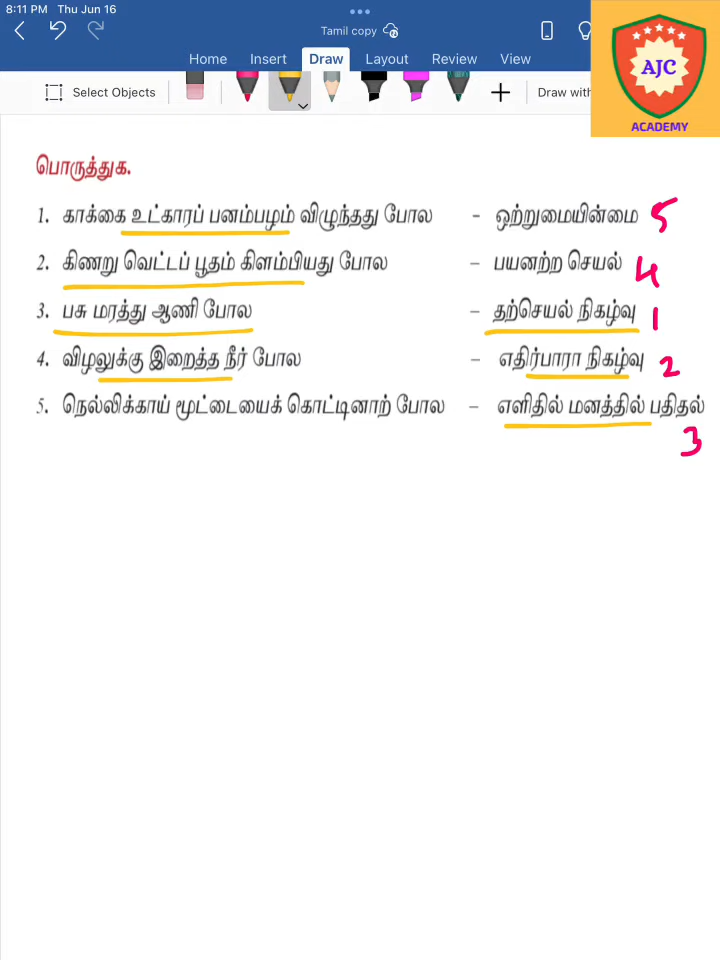 8:11 PM Thu Jun 16
Tamil copy
Home Insert Draw Layout Review View
Select Objects Draw with
AJC
ACADEMY
பொருத்துக.
1. காக்கை உட்காரப் பனம்பழம் விழுந்தது போல – ஒற்றுமையின்மை 5
2. கிணறு வெட்டப் பூதம் கிளம்பியது போல – பயனற்ற செயல் 4
3. பசு மரத்து ஆணி போல – தற்செயல் நிகழ்வு 1
4. விழலுக்கு இறைத்த நீர் போல – எதிர்பாரா நிகழ்வு 2
5. நெல்லிக்காய் மூட்டையைக் கொட்டினாற் போல – எளிதில் மனத்தில் பதிதல்
3